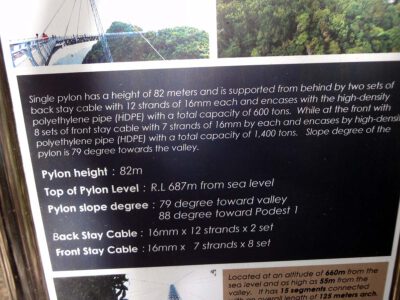 Single pylon has a height of 82 meters and is supported from behind by two sets of
back stay cable with 12 strands of 16mm each and encases with the high-density
polyethylene pipe (HDPE) with a total capacity of 600 tons. While at the front with
8 sets of front stay cable with 7 strands of 16mm by each and encases by high-density
polyethylene pipe (HDPE) with a total capacity of 1,400 tons. Slope degree of the
pylon is 79 degree towards the valley.
Pylon height : 82m
Top of Pylon Level : R.L 687m from sea level
Pylon slope degree : 79 degree toward valley
88 degree toward Podest 1
Back Stay Cable : 16mm x 12 strands x 2 set
Front Stay Cable : 16mm x 7 strands x 8 set
Located at an altitude of 660m from the
sea level and as high as 55m from the
valley. It has 15 segments connected
an overall length of 125 meters arch